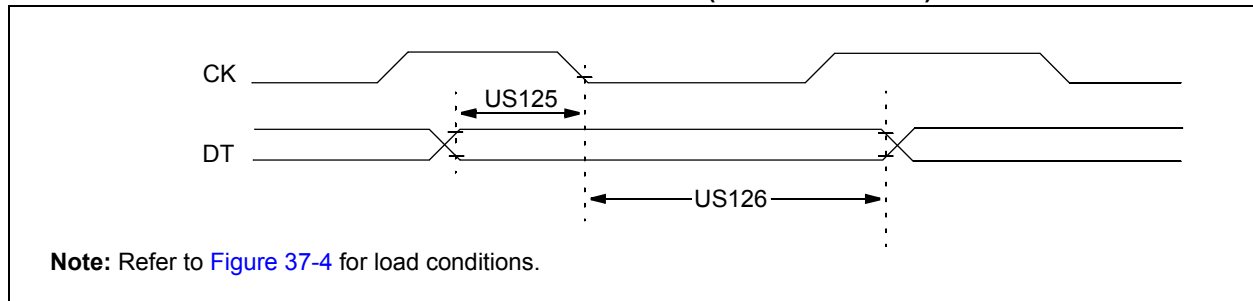 CK
US125
DT
US126
Note: Refer to Figure 37-4 for load conditions.